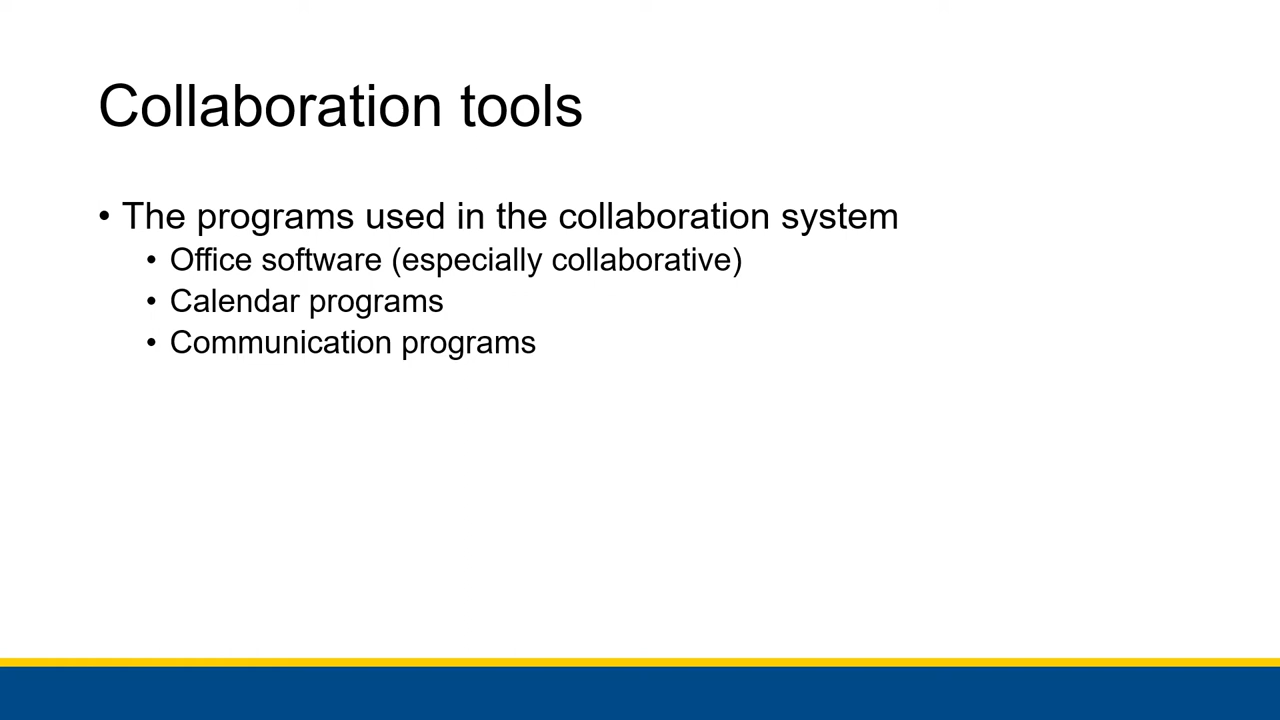 Collaboration tools
• The programs used in the collaboration system
• Office software (especially collaborative)
• Calendar programs
• Communication programs